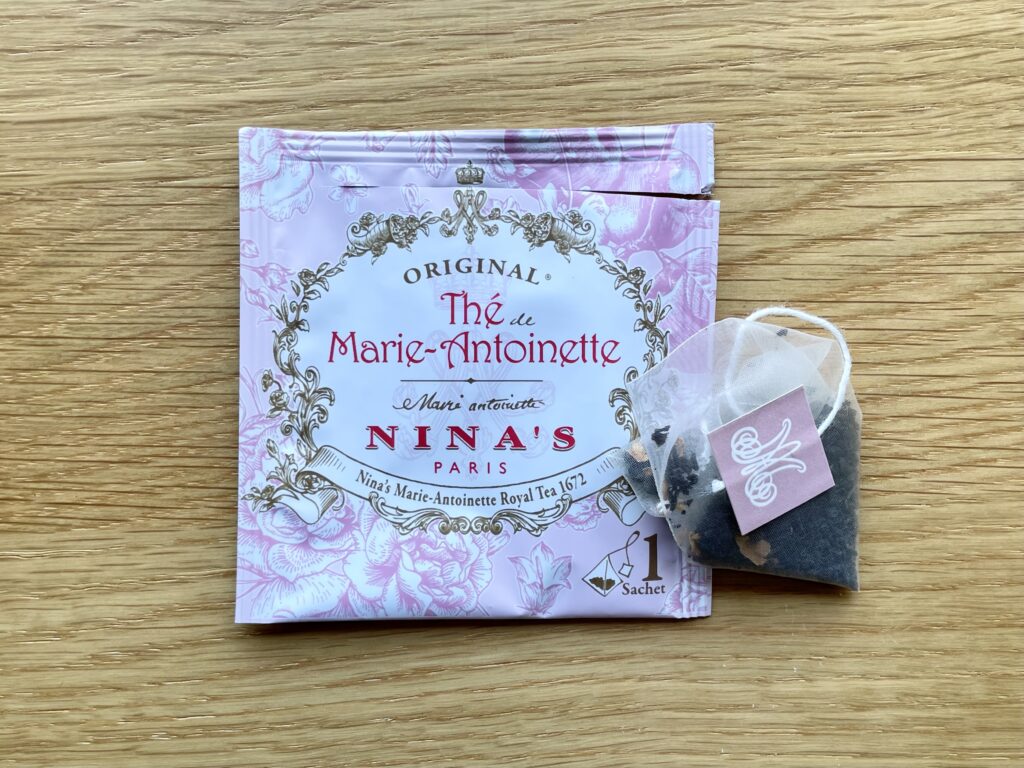 ORIGINAL®
Thé de
Marie-Antoinette
Marie antoinette
NINA'S
PARIS
Nina's Marie-Antoinette Royal Tea 1672
1
Sachet